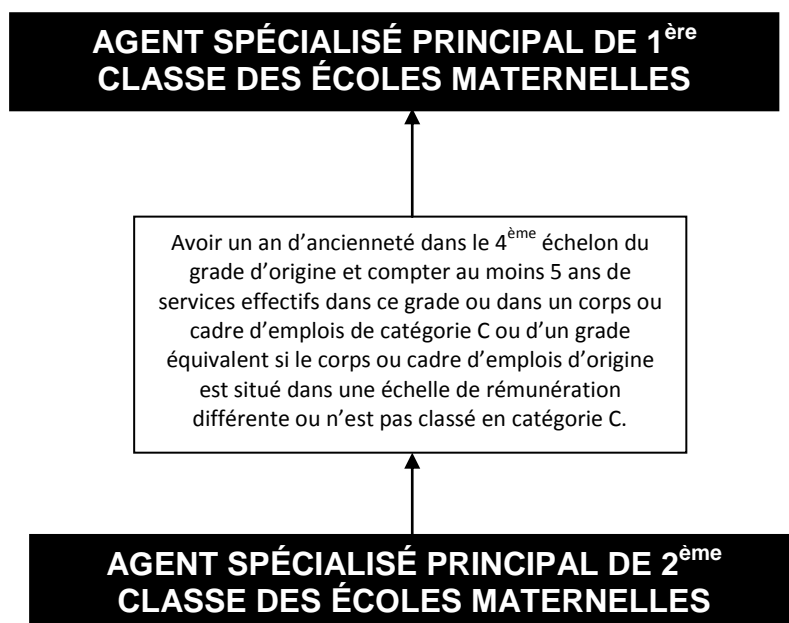 AGENT SPÉCIALISÉ PRINCIPAL DE 1ère
CLASSE DES ÉCOLES MATERNELLES
Avoir un an d’ancienneté dans le 4ème échelon du
grade d’origine et compter au moins 5 ans de
services effectifs dans ce grade ou dans un corps ou
cadre d’emplois de catégorie C ou d’un grade
équivalent si le corps ou cadre d’emplois d’origine
est situé dans une échelle de rémunération
différente ou n’est pas classé en catégorie C.
AGENT SPÉCIALISÉ PRINCIPAL DE 2ème
CLASSE DES ÉCOLES MATERNELLES